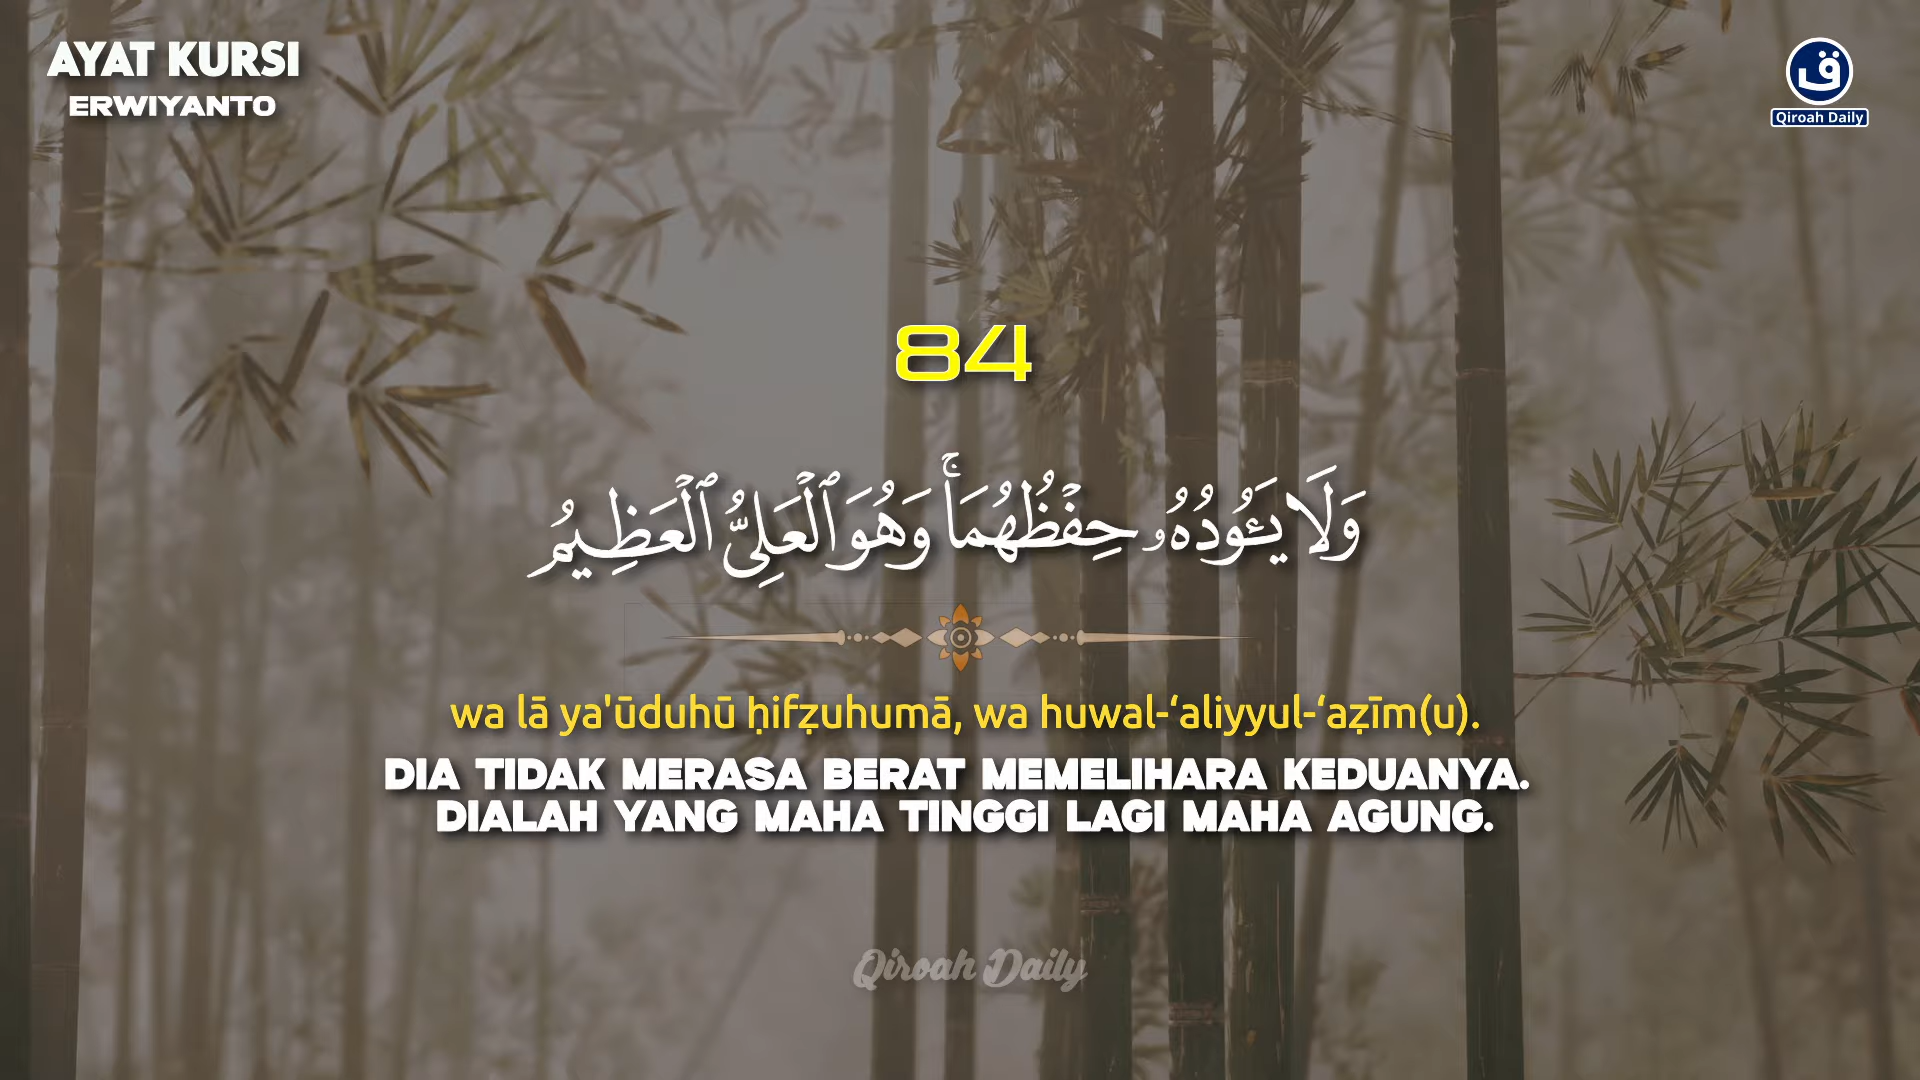 AYAT KURSI
ERWIYANTO
ق
Qiroah Daily
84
وَلَا يَـُٔودُهُۥ حِفْظُهُمَاۚ وَهُوَ ٱلْعَلِىُّ ٱلْعَظِيمُ
wa lā ya'ūduhū ḥifẓuhumā, wa huwal-‘aliyyul-‘aẓīm(u).
DIA TIDAK MERASA BERAT MEMELIHARA KEDUANYA.
DIALAH YANG MAHA TINGGI LAGI MAHA AGUNG.
Qiroah Daily